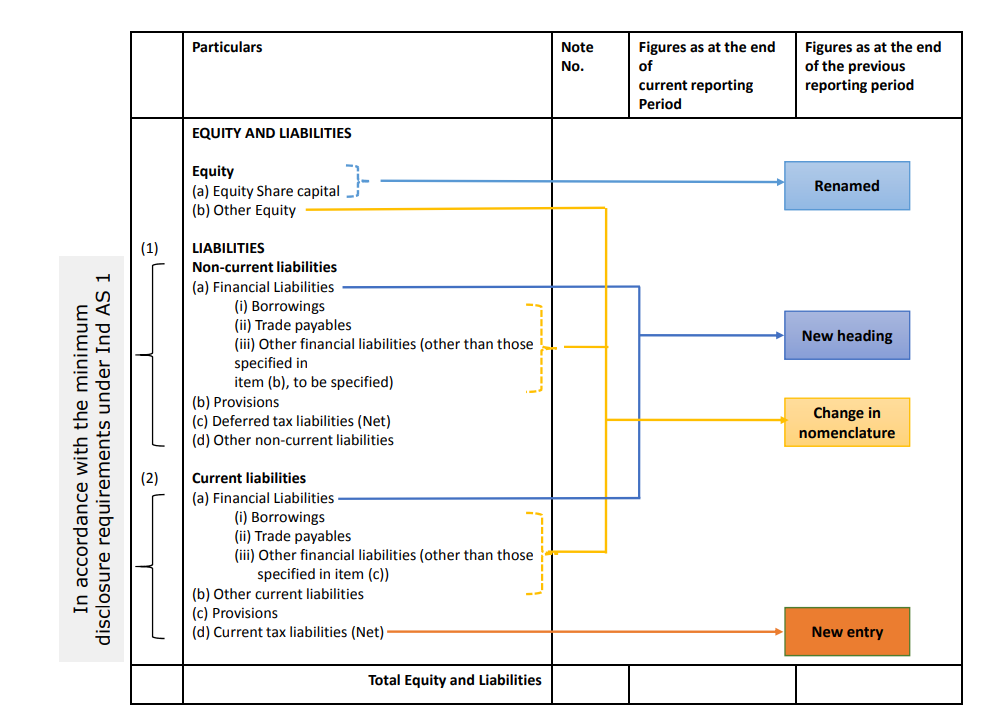 Particulars
Note
No.
Figures as at the end
of
current reporting
Period
Figures as at the end
of the previous
reporting period
EQUITY AND LIABILITIES
Equity
(a) Equity Share capital
(b) Other Equity
Renamed
(1)
LIABILITIES
Non-current liabilities
(a) Financial Liabilities
(i) Borrowings
(ii) Trade payables
(iii) Other financial liabilities (other than those
specified in
item (b), to be specified)
(b) Provisions
(c) Deferred tax liabilities (Net)
(d) Other non-current liabilities
New heading
Change in
nomenclature
In accordance with the minimum
disclosure requirements under Ind AS 1
(2)
Current liabilities
(a) Financial Liabilities
(i) Borrowings
(ii) Trade payables
(iii) Other financial liabilities (other than those
specified in item (c))
(b) Other current liabilities
(c) Provisions
(d) Current tax liabilities (Net)
New entry
Total Equity and Liabilities